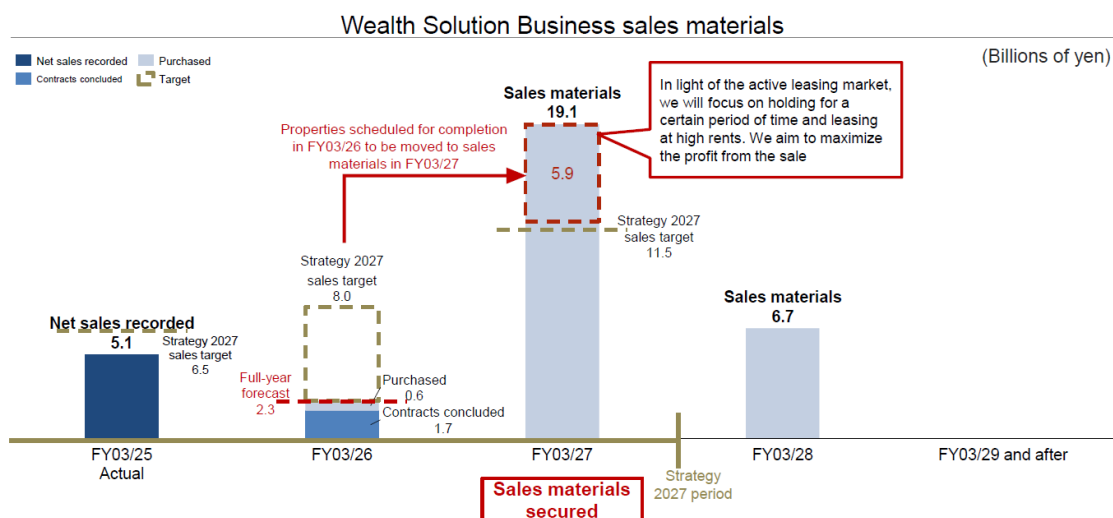 Wealth Solution Business sales materials
(Billions of yen)
Net sales recorded
Purchased
Contracts concluded
Target
Net sales recorded
5.1
Strategy 2027
sales target
6.5
Full-year
forecast
2.3
Strategy 2027
sales target
8.0
Purchased
0.6
Contracts concluded
1.7
Properties scheduled for completion
in FY03/26 to be moved to sales
materials in FY03/27
Sales materials
19.1
5.9
In light of the active leasing market,
we will focus on holding for a
certain period of time and leasing
at high rents. We aim to maximize
the profit from the sale
Strategy 2027
sales target
11.5
Sales materials
6.7
FY03/25
Actual
FY03/26
FY03/27
FY03/28
FY03/29 and after
Strategy
2027 period
Sales materials
secured